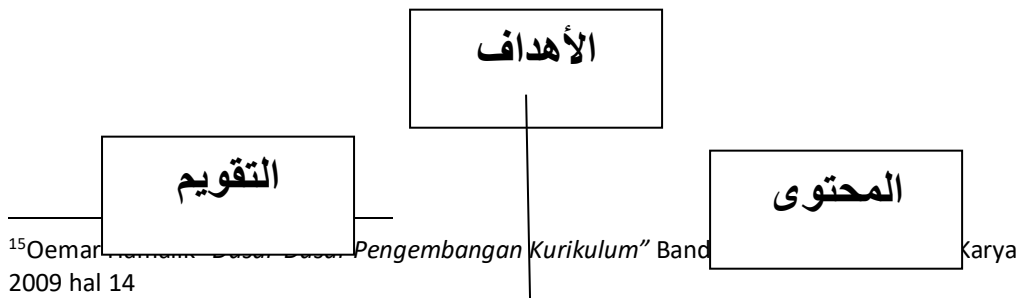 الأهداف
التقويم
المحتوى
15Oemar Pengembangan Kurikulum” Band Karya
2009 hal 14